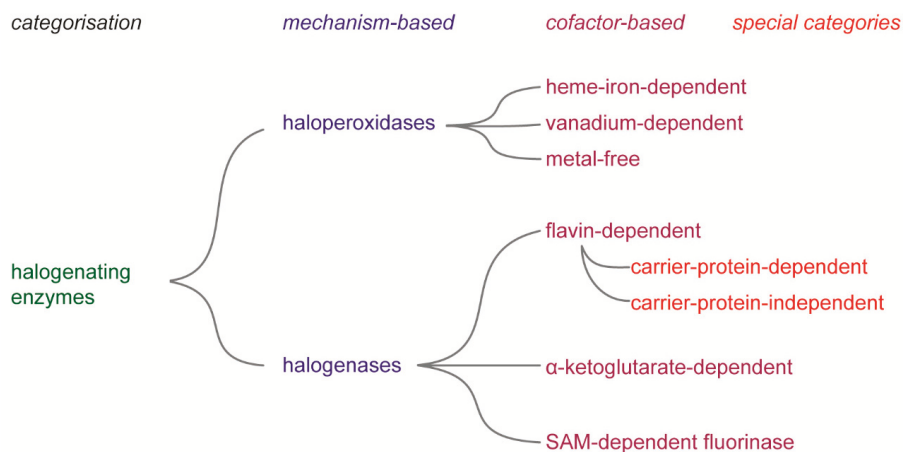 categorisation mechanism-based cofactor-based special categories
heme-iron-dependent
haloperoxidases vanadium-dependent
metal-free
flavin-dependent
carrier-protein-dependent
halogenating
enzymes
carrier-protein-independent
halogenases α-ketoglutarate-dependent
SAM-dependent fluorinase